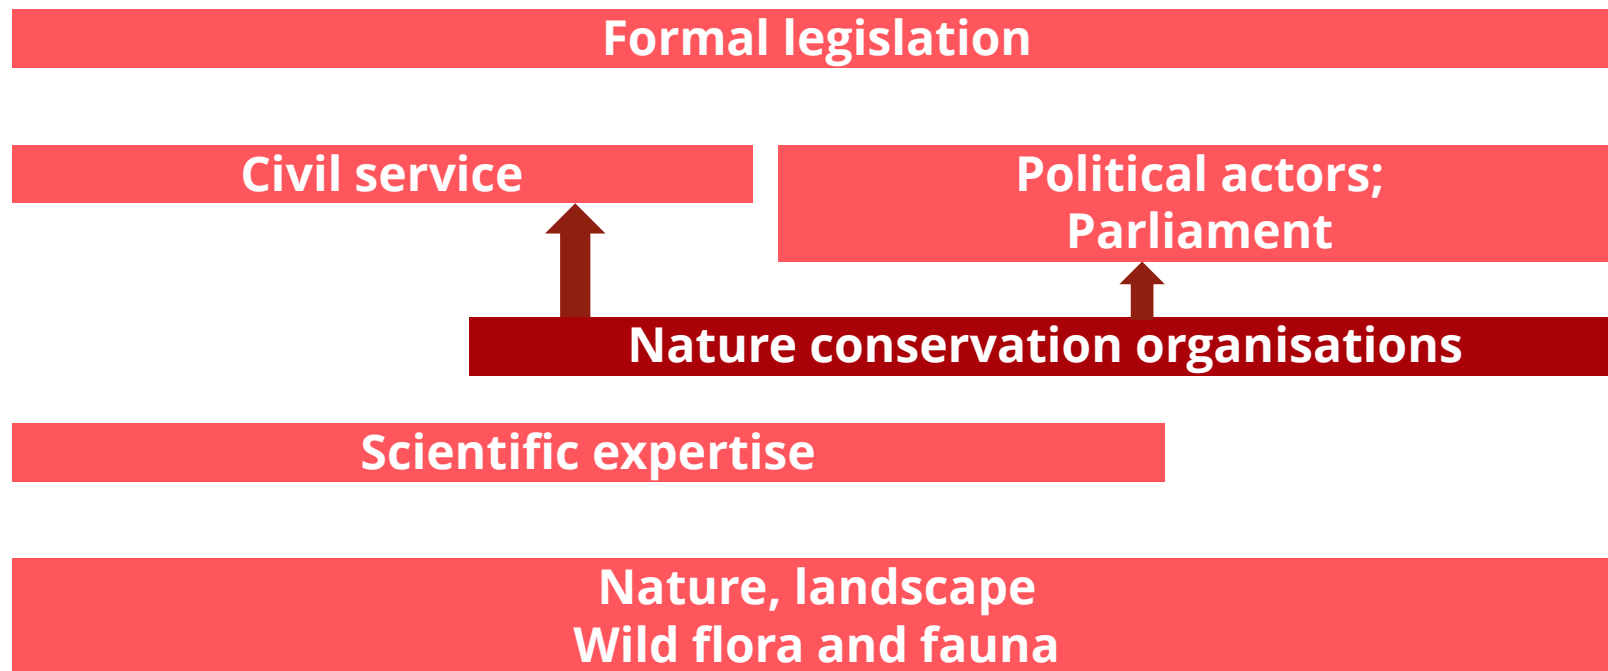 Formal legislation
Civil service
Political actors;
Parliament
Nature conservation organisations
Scientific expertise
Nature, landscape
Wild flora and fauna